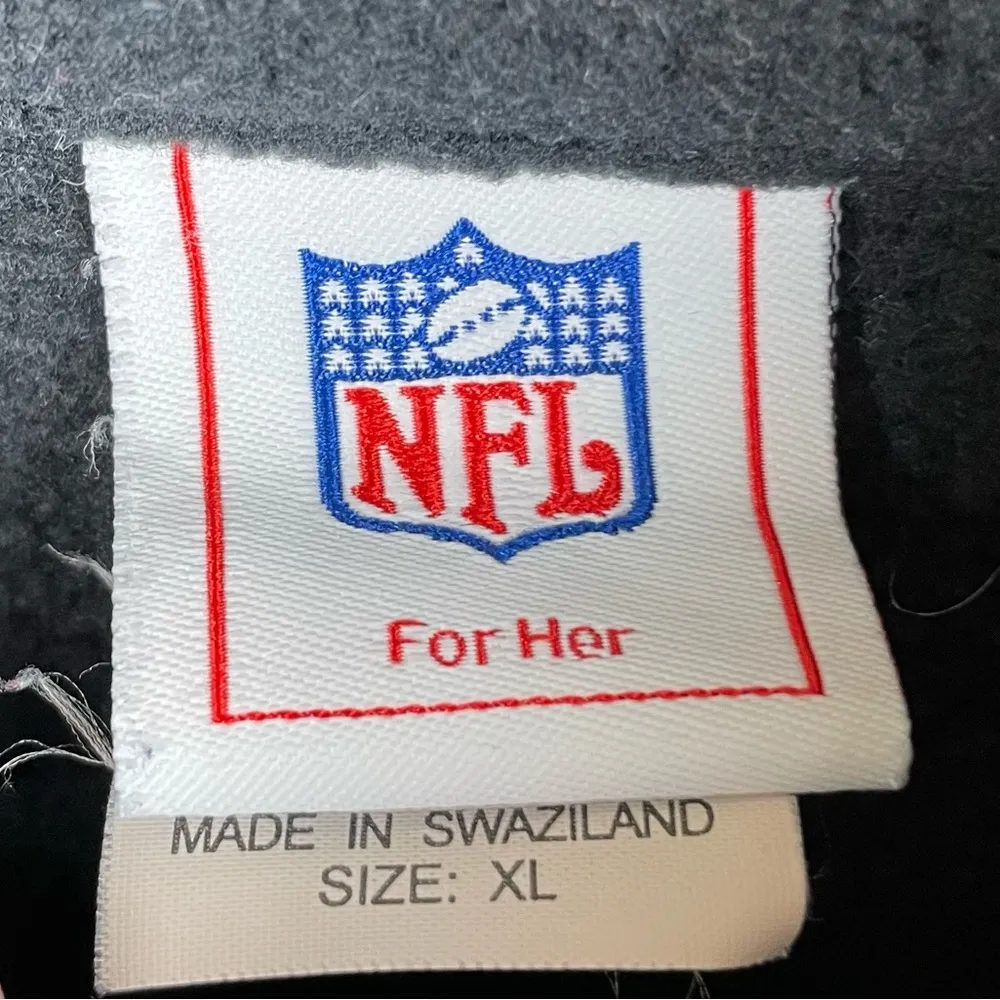 NFL
For Her
MADE IN SWAZILAND
SIZE: XL